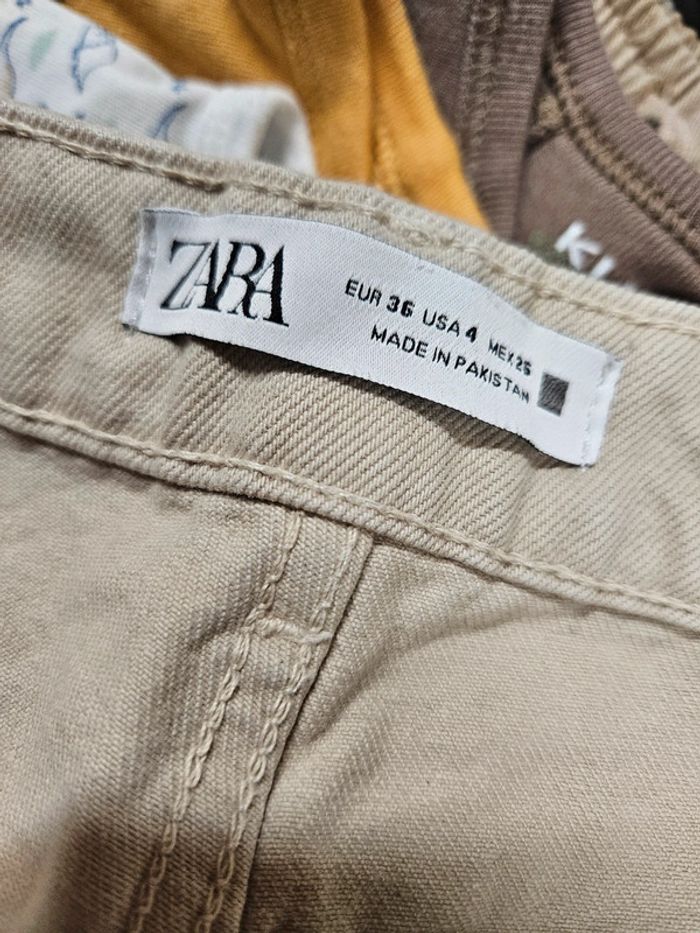 ZARA
EUR 36 USA 4 MEX 26
MADE IN PAKISTAN